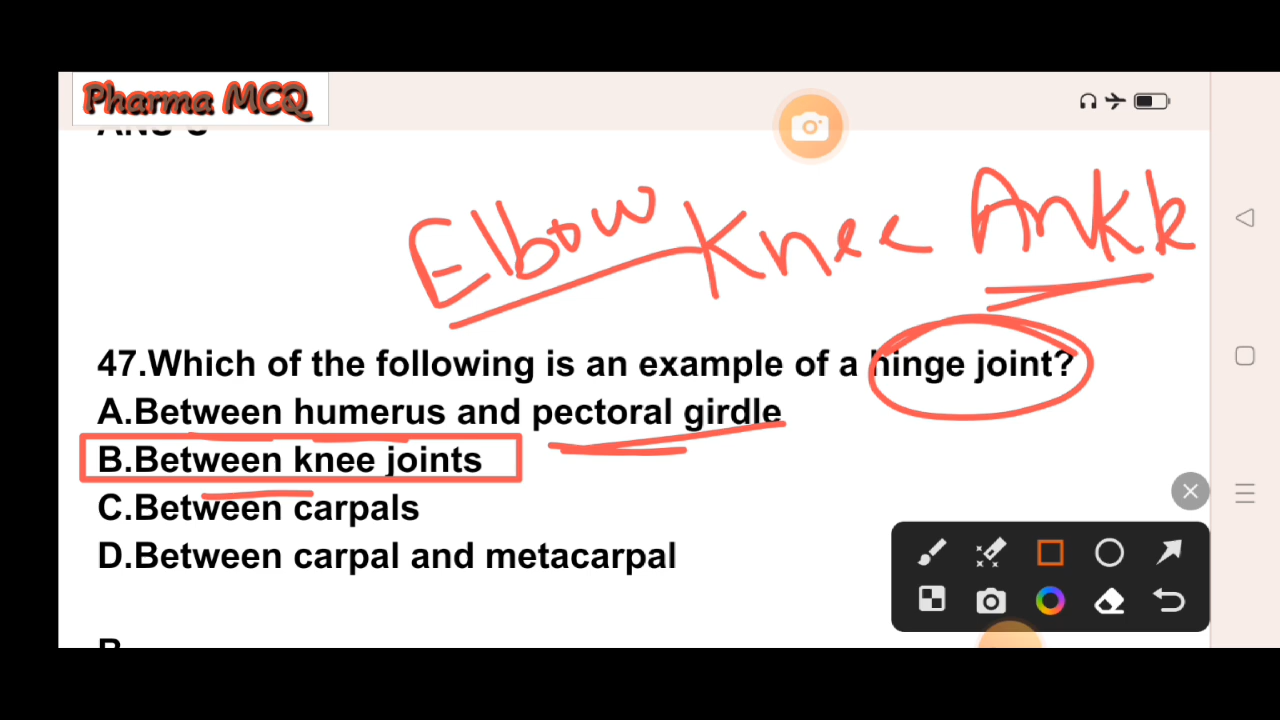 Pharma MCQ
Elbow Knee Ankle
47.Which of the following is an example of a hinge joint?
A.Between humerus and pectoral girdle
B.Between knee joints
C.Between carpals
D.Between carpal and metacarpal